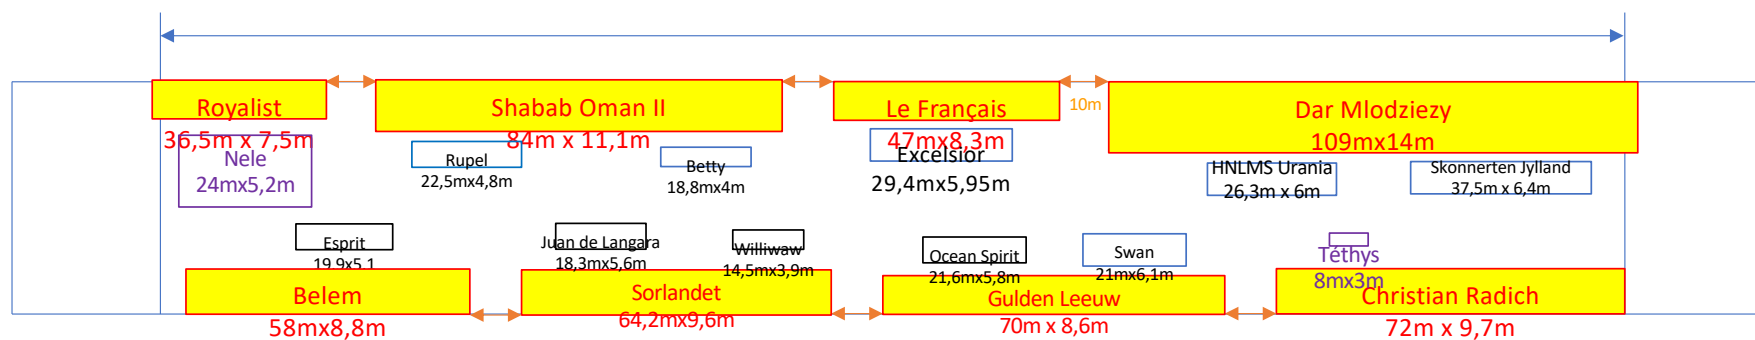 Royalist
36,5m x 7,5m
Shabab Oman II
84m x 11,1m
Le Français
47mx8,3m
10m
Dar Mlodziezy
109mx14m
Nele
24mx5,2m
Rupel
22,5mx4,8m
Betty
18,8mx4m
Excelsior
29,4mx5,95m
HNLMS Urania
26,3m x 6m
Skonnerten Jylland
37,5m x 6,4m
Esprit
19,9x5,1
Juan de Langara
18,3mx5,6m
Williwaw
14,5mx3,9m
Ocean Spirit
21,6mx5,8m
Swan
21mx6,1m
Téthys
8mx3m
Belem
58mx8,8m
Sorlandet
64,2mx9,6m
Gulden Leeuw
70m x 8,6m
Christian Radich
72m x 9,7m